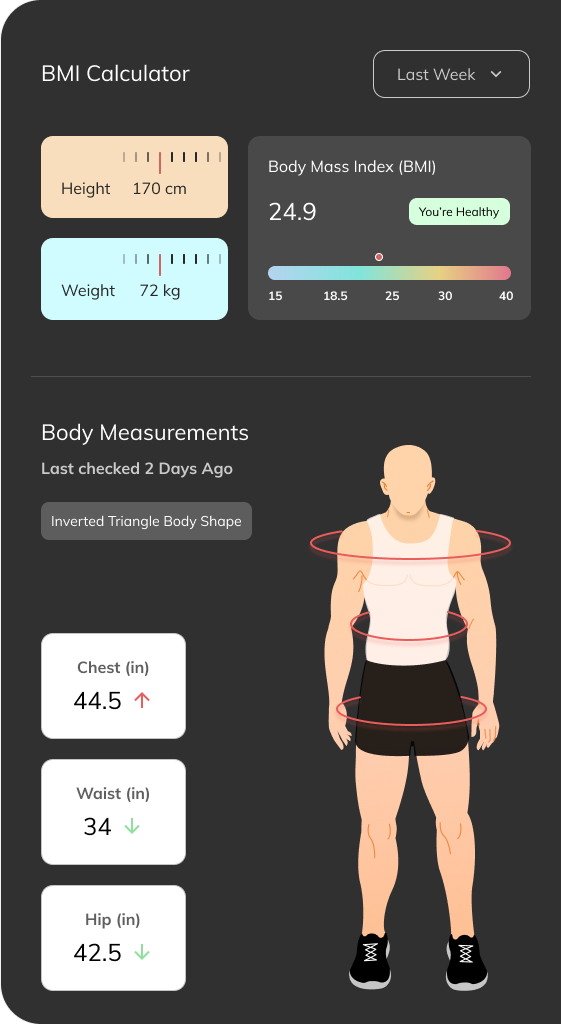 BMI Calculator
Last Week
Height 170 cm
Weight 72 kg
Body Mass Index (BMI)
24.9
You're Healthy
15 18.5 25 30 40
Body Measurements
Last checked 2 Days Ago
Inverted Triangle Body Shape
Chest (in)
44.5
Waist (in)
34
Hip (in)
42.5